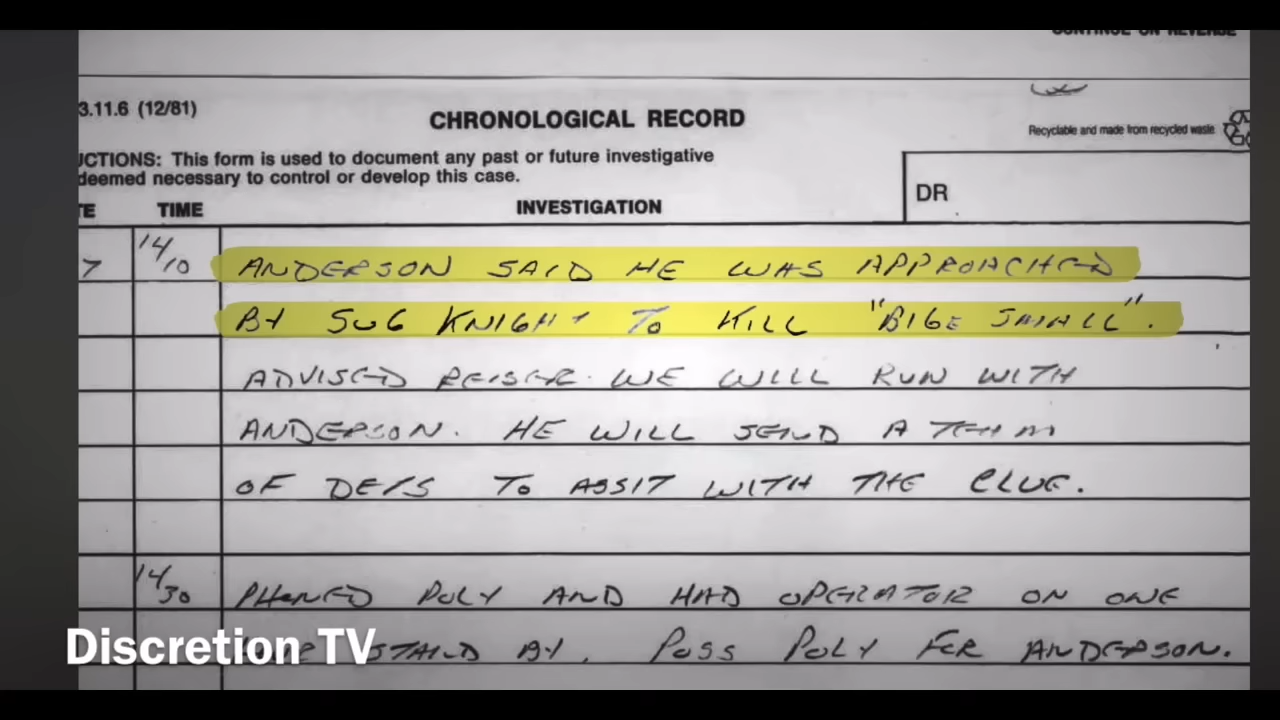 CONTINUE ON REVERSE
3.11.6 (12/81)
CHRONOLOGICAL RECORD
Recyclable and made from recycled waste
UCTIONS: This form is used to document any past or future investigative
deemed necessary to control or develop this case.
DR
TE TIME INVESTIGATION
7 14/10 ANDERSON SAID HE WAS APPROACHED
BY SUG KNIGHT TO KILL "BIGE SMALL".
ADVISED REISER. WE WILL RUN WITH
ANDERSON. HE WILL SEND A TEAM
OF DETS TO ASSIT WITH THE CLUE.
14/30 PHONED POLY AND HAD OPERATOR ON ONE
STAND BY. POSS POLY FOR ANDERSON.
Discretion TV